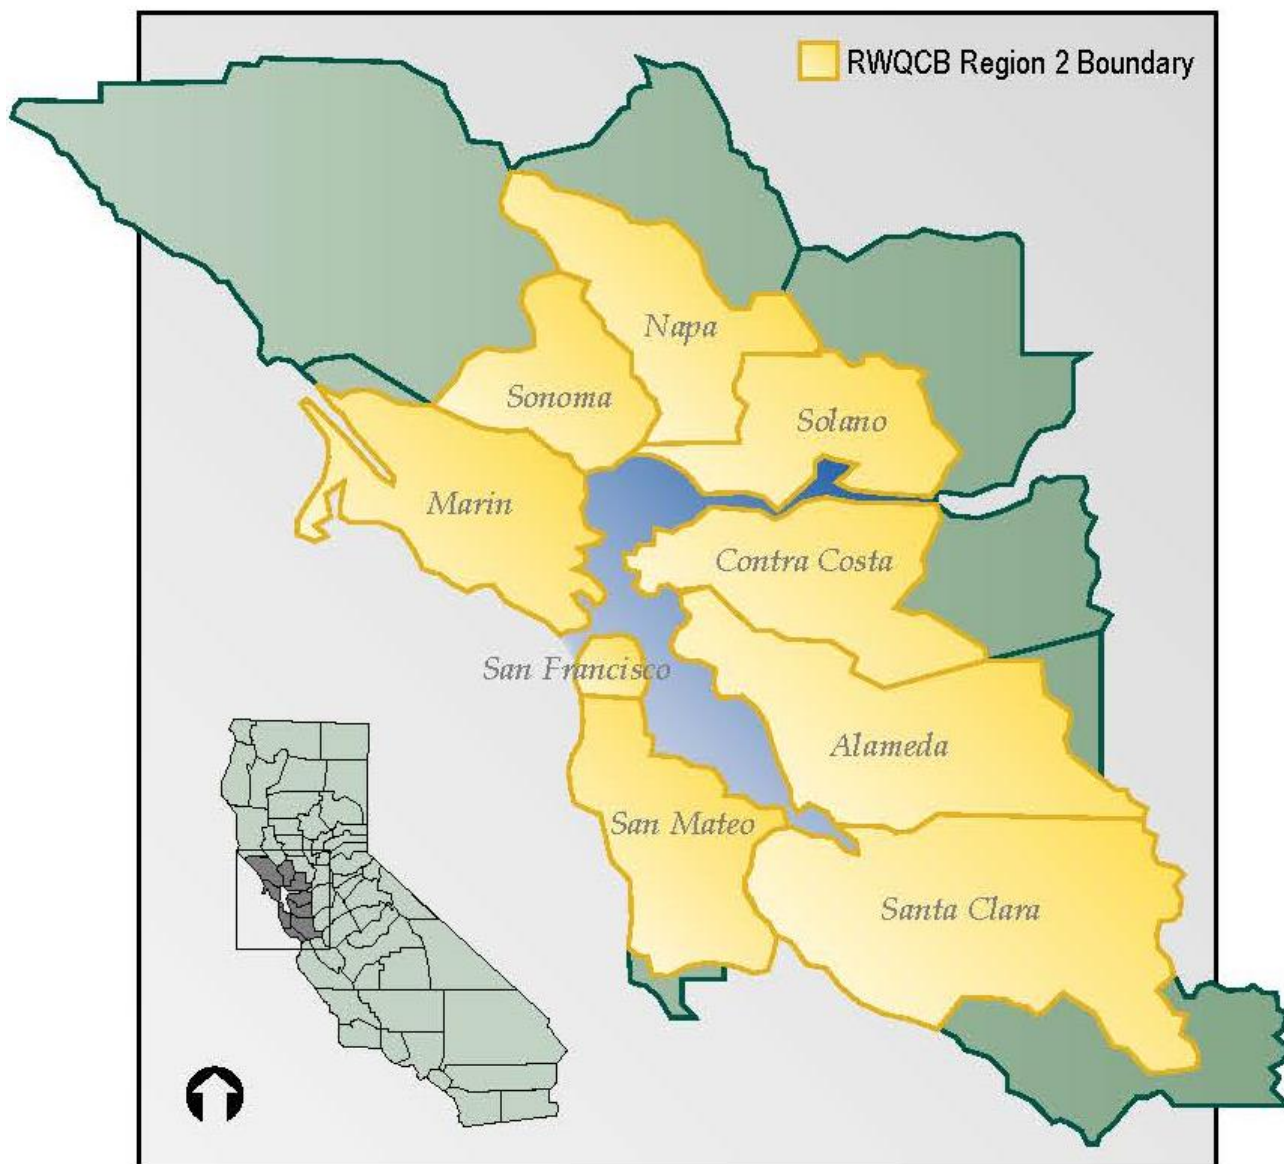 RWQCB Region 2 Boundary
Napa
Sonoma
Solano
Marin
Contra Costa
San Francisco
Alameda
San Mateo
Santa Clara